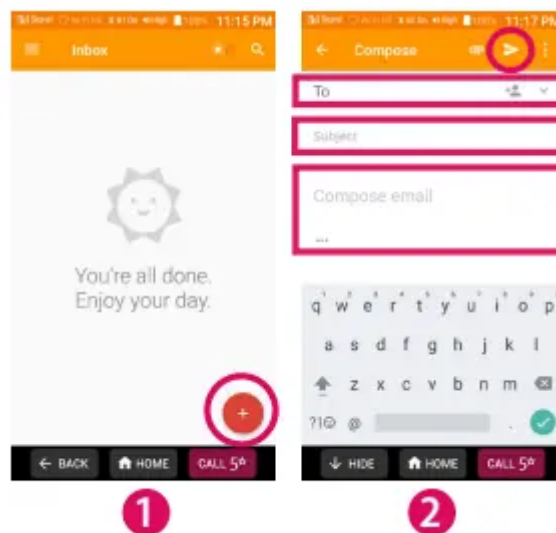 11:15 PM
Inbox
You're all done.
Enjoy your day.
+
BACK
HOME
CALL 5☆
1
11:17 PM
Compose
To
Subject
Compose email
...
q w e r t y u i o p
a s d f g h j k l
z x c v b n m
?1☺ @ .
HIDE
HOME
CALL 5☆
2